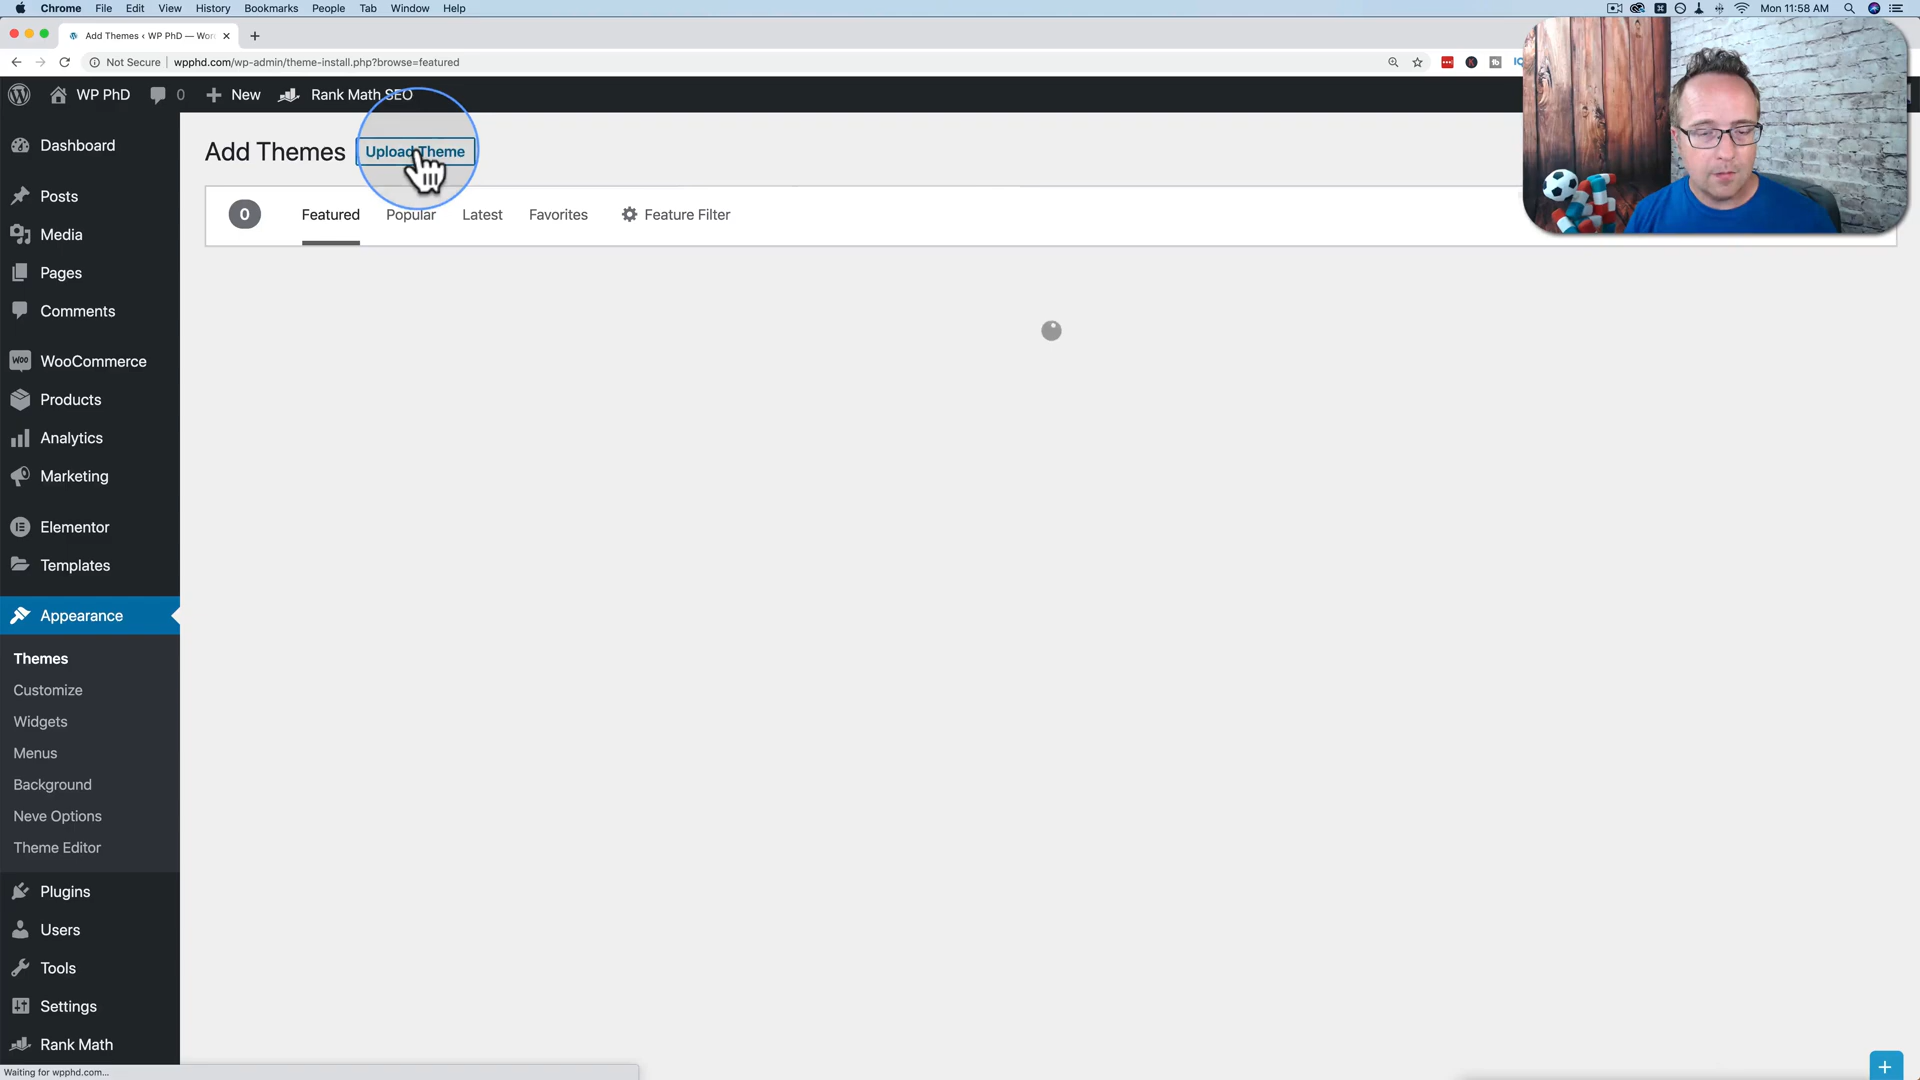 Chrome File Edit View History Bookmarks People Tab Window Help Mon 11:58 AM
Add Themes ‹ WP PhD — Wor
Not Secure wpphd.com/wp-admin/theme-install.php?browse=featured
WP PhD 0 New Rank Math SEO
Dashboard
Posts
Media
Pages
Comments
WooCommerce
Products
Analytics
Marketing
Elementor
Templates
Appearance
Themes
Customize
Widgets
Menus
Background
Neve Options
Theme Editor
Plugins
Users
Tools
Settings
Rank Math
Add Themes Upload Theme
0 Featured Popular Latest Favorites Feature Filter
Waiting for wpphd.com...